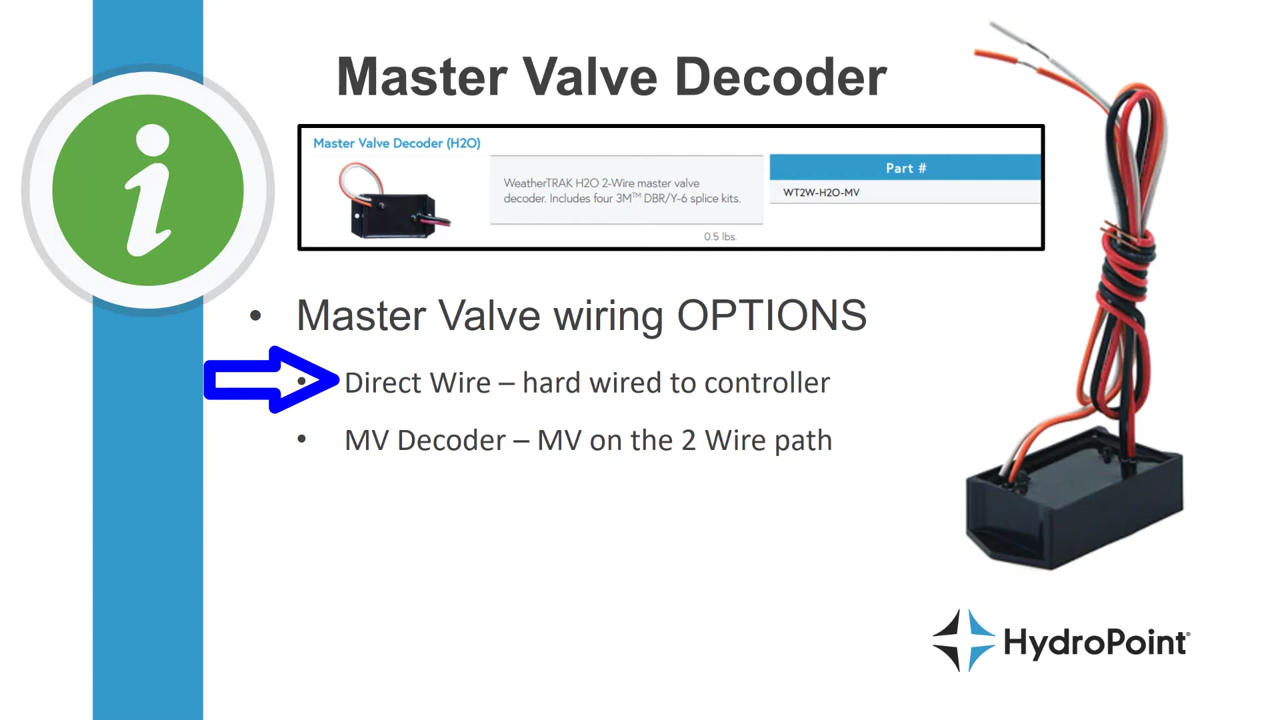 Master Valve Decoder
Master Valve Decoder (H2O)
WeatherTRAK H2O 2-Wire master valve
decoder. Includes four 3M™ DBR/Y-6 splice kits.
0.5 lbs.
Part #
WT2W-H2O-MV
• Master Valve wiring OPTIONS
• Direct Wire – hard wired to controller
• MV Decoder – MV on the 2 Wire path
HydroPoint®